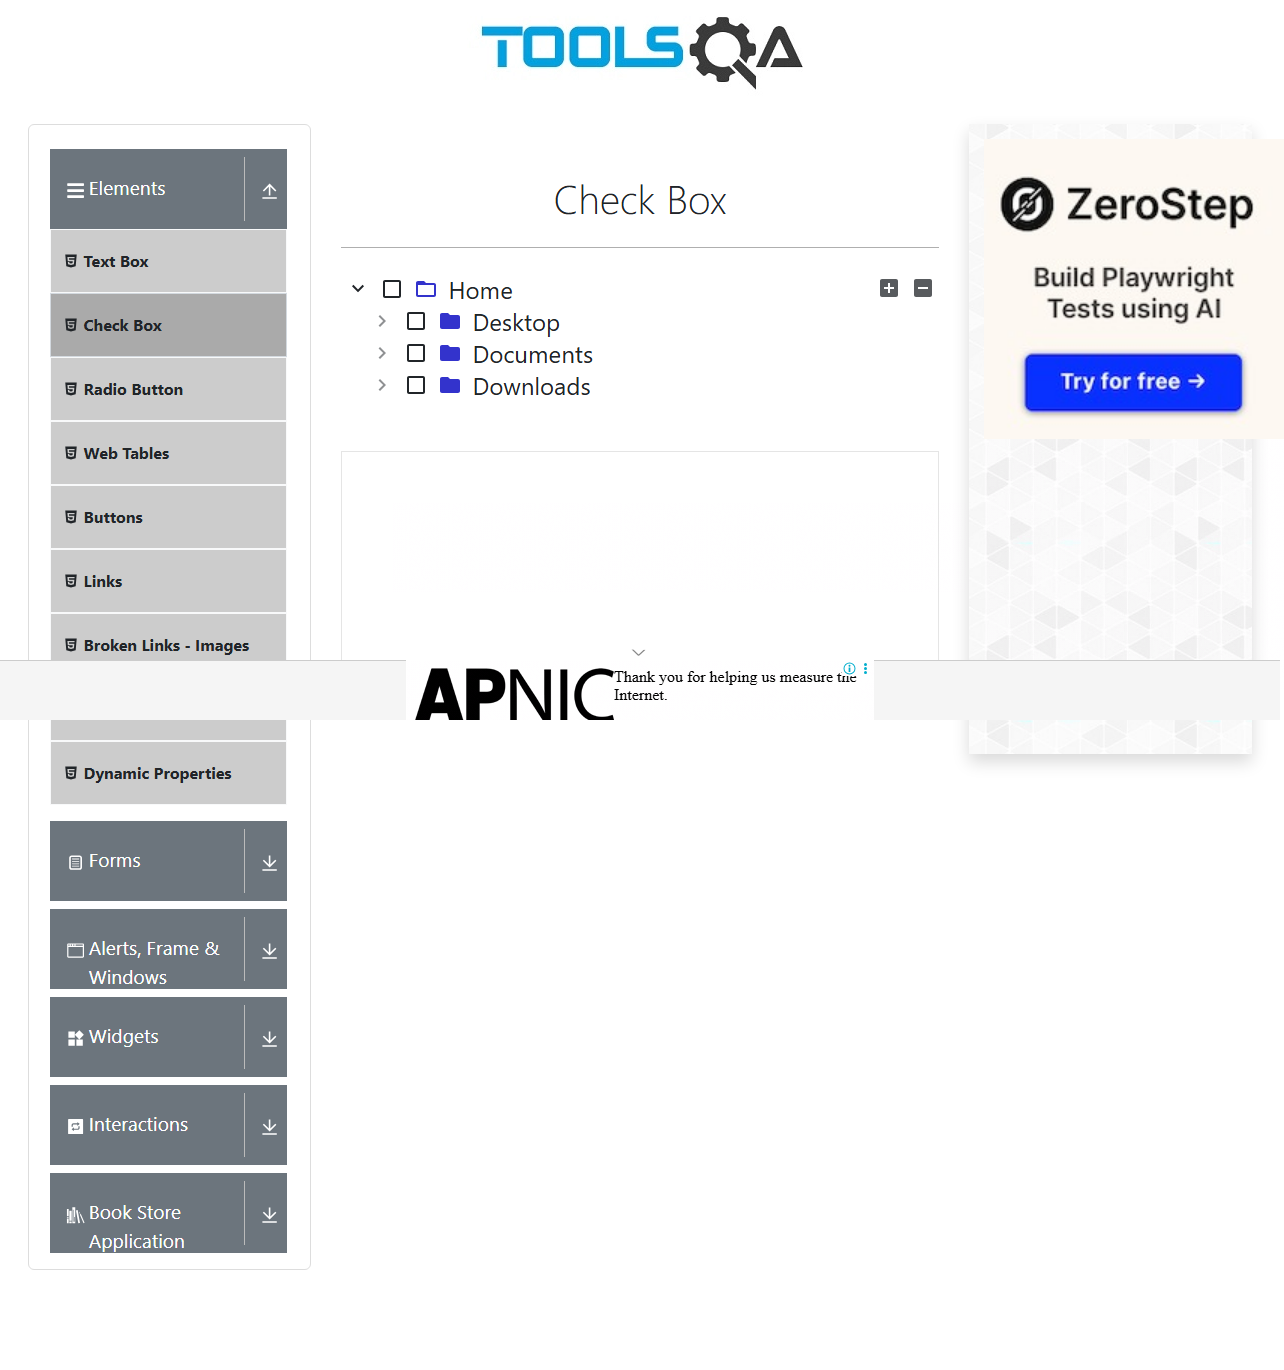 TOOLSQA
Elements
Text Box
Check Box
Radio Button
Web Tables
Buttons
Links
Broken Links - Images
Dynamic Properties
Forms
Alerts, Frame &
Windows
Widgets
Interactions
Book Store
Application
Check Box
Home
Desktop
Documents
Downloads
ZeroStep
Build Playwright
Tests using AI
Try for free →
APNIC
Thank you for helping us measure the
Internet.